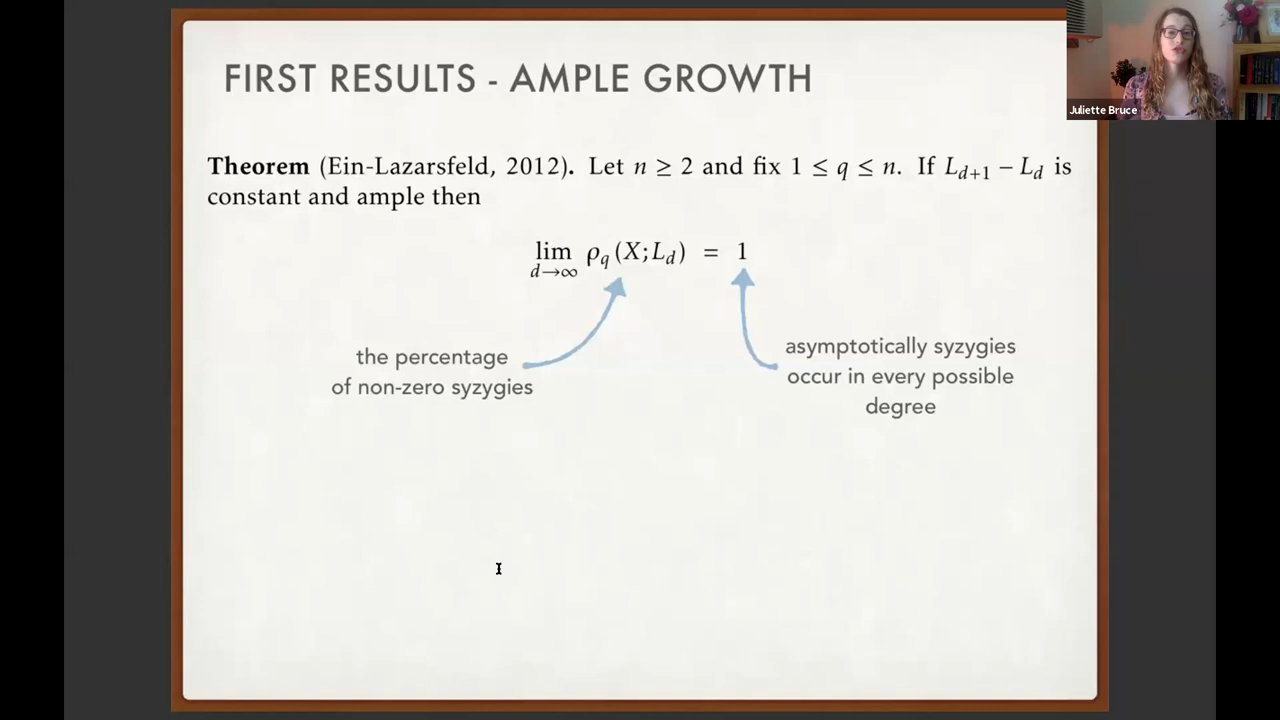 FIRST RESULTS - AMPLE GROWTH
Juliette Bruce
Theorem (Ein-Lazarsfeld, 2012). Let n ≥ 2 and fix 1 ≤ q ≤ n. If L_{d+1} − L_d is
constant and ample then
lim_{d→∞} ρ_q(X;L_d) = 1
the percentage
of non-zero syzygies
asymptotically syzygies
occur in every possible
degree